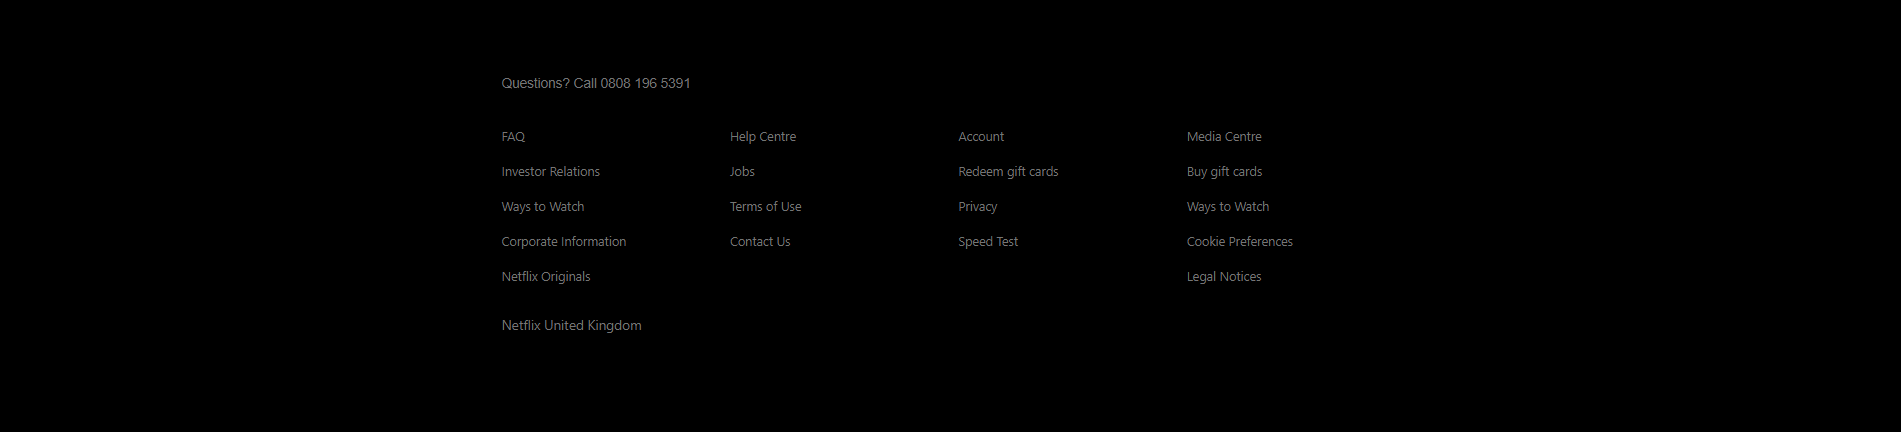 Questions? Call 0808 196 5391
FAQ
Help Centre
Account
Media Centre
Investor Relations
Jobs
Redeem gift cards
Buy gift cards
Ways to Watch
Terms of Use
Privacy
Ways to Watch
Corporate Information
Contact Us
Speed Test
Cookie Preferences
Netflix Originals
Legal Notices
Netflix United Kingdom